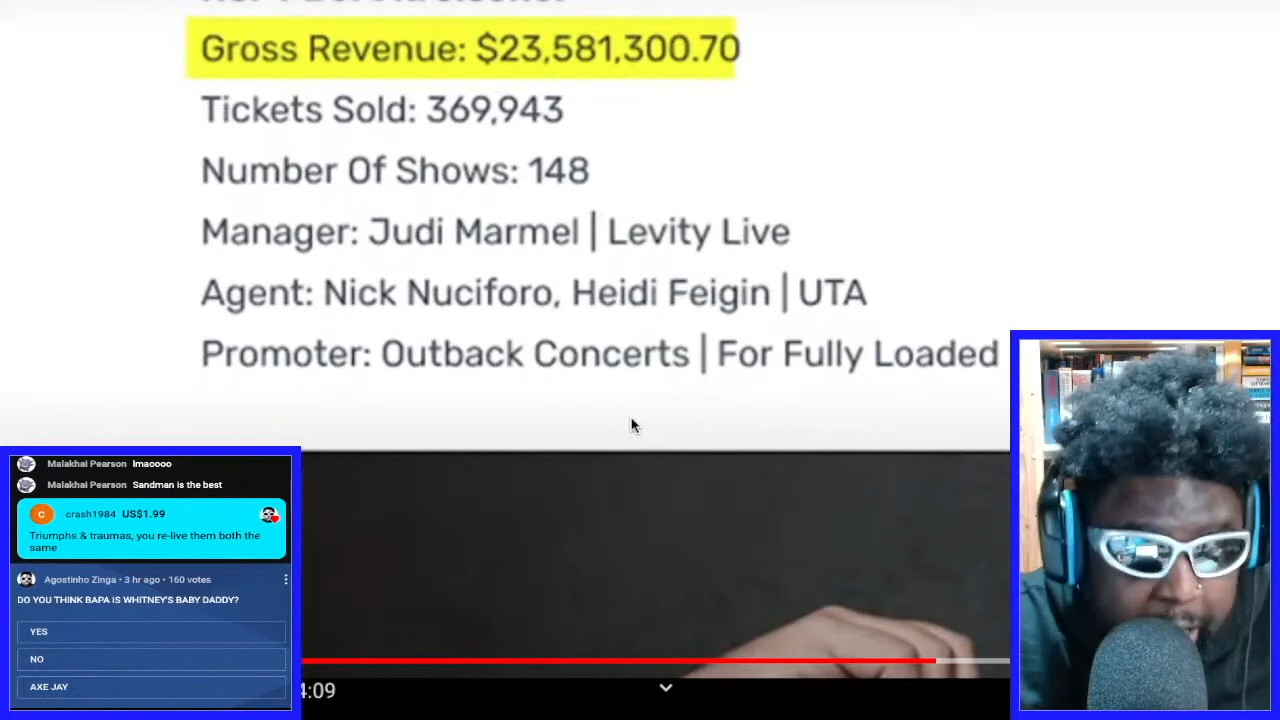 Gross Revenue: $23,581,300.70
Tickets Sold: 369,943
Number Of Shows: 148
Manager: Judi Marmel | Levity Live
Agent: Nick Nuciforo, Heidi Feigin | UTA
Promoter: Outback Concerts | For Fully Loaded
Malakhai Pearson lmaoooo
Malakhai Pearson Sandman is the best
C crash1984 US$1.99
Triumphs & traumas, you re-live them both the
same
Agostinho Zinga • 3 hr ago • 160 votes
DO YOU THINK BAPA IS WHITNEY'S BABY DADDY?
YES
NO
AXE JAY
4:09